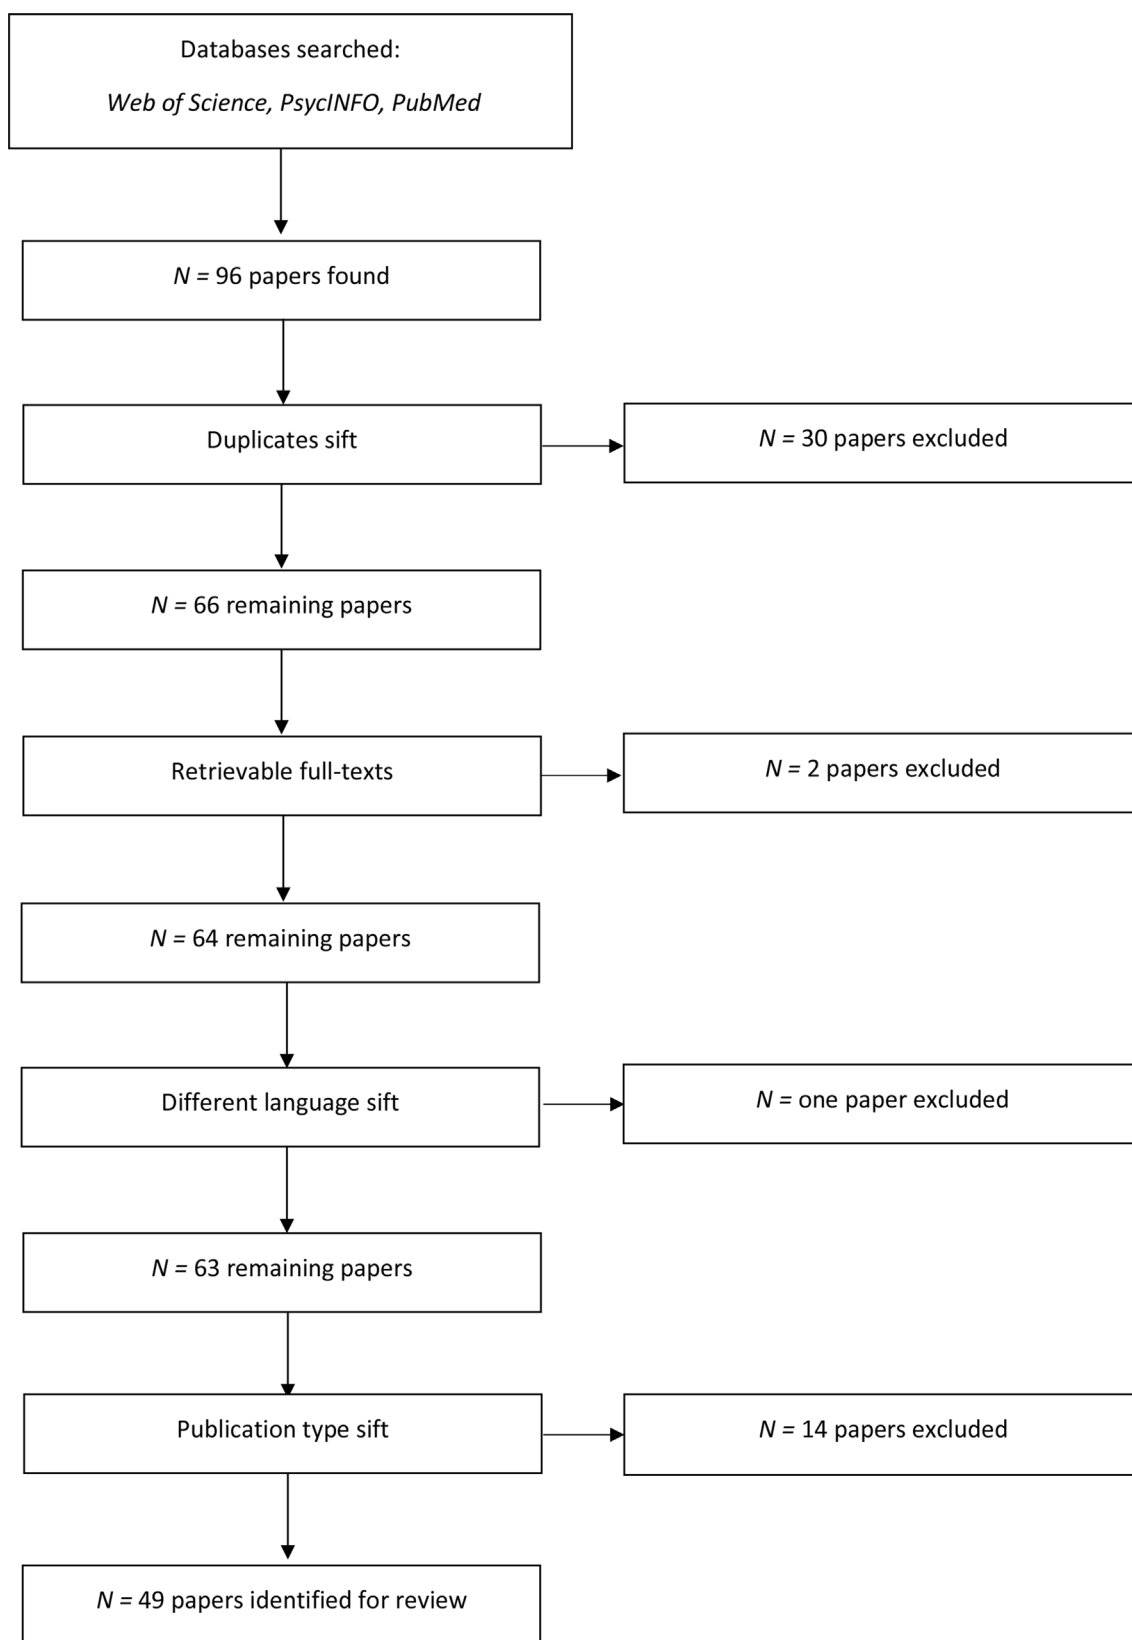 Databases searched:
Web of Science, PsycINFO, PubMed
N = 96 papers found
Duplicates sift
N = 30 papers excluded
N = 66 remaining papers
Retrievable full-texts
N = 2 papers excluded
N = 64 remaining papers
Different language sift
N = one paper excluded
N = 63 remaining papers
Publication type sift
N = 14 papers excluded
N = 49 papers identified for review